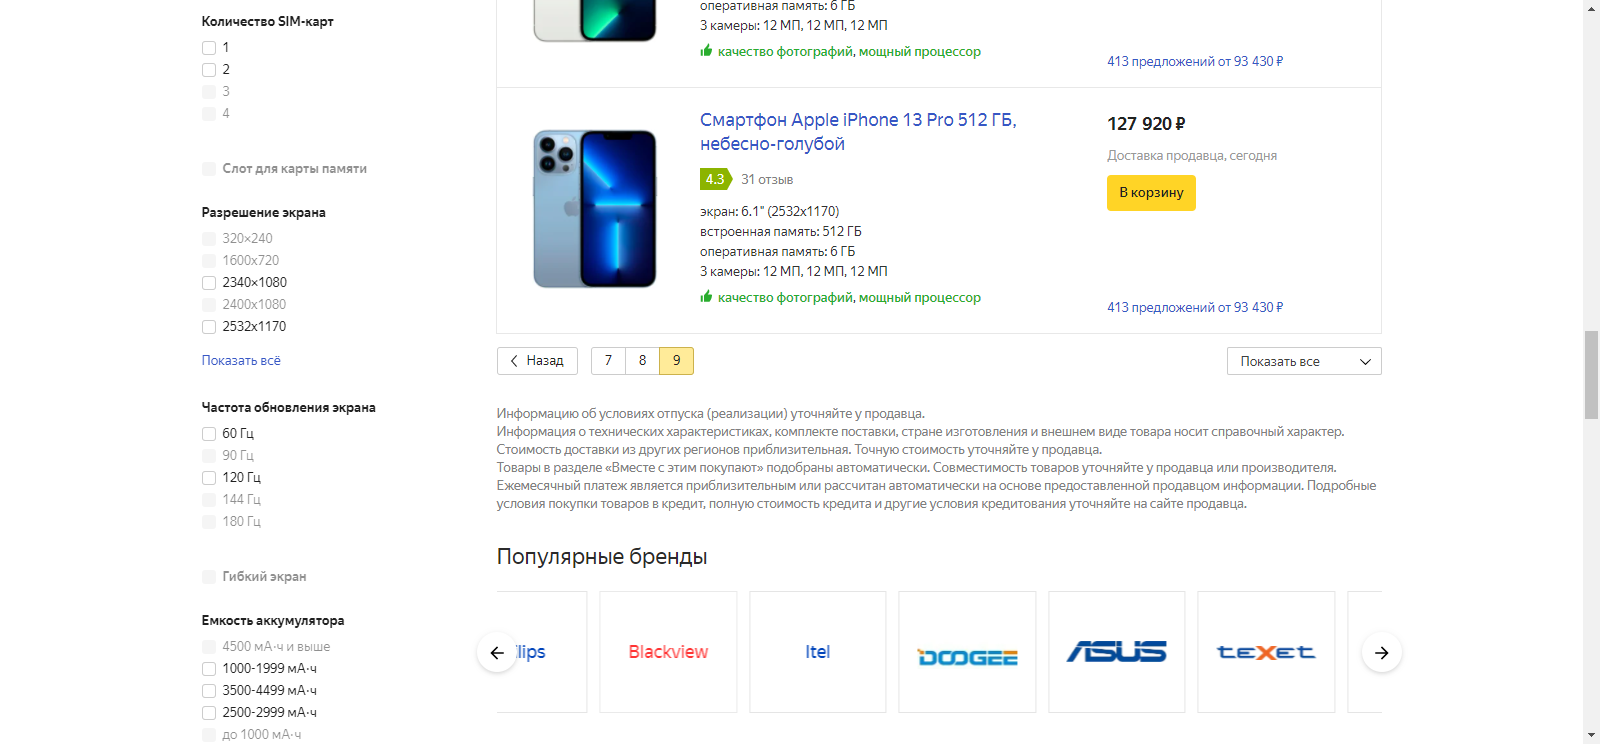 Количество SIM-карт
1
2
3
4
Слот для карты памяти
Разрешение экрана
320×240
1600x720
2340×1080
2400x1080
2532x1170
Показать всё
Частота обновления экрана
60 Гц
90 Гц
120 Гц
144 Гц
180 Гц
Гибкий экран
Емкость аккумулятора
4500 мА·ч и выше
1000-1999 мА·ч
3500-4499 мА·ч
2500-2999 мА·ч
до 1000 мА·ч
оперативная память: 6 ГБ
3 камеры: 12 МП, 12 МП, 12 МП
качество фотографий, мощный процессор
413 предложений от 93 430 ₽
Смартфон Apple iPhone 13 Pro 512 ГБ,
небесно-голубой
4.3 31 отзыв
экран: 6.1" (2532x1170)
встроенная память: 512 ГБ
оперативная память: 6 ГБ
3 камеры: 12 МП, 12 МП, 12 МП
качество фотографий, мощный процессор
127 920 ₽
Доставка продавца, сегодня
В корзину
413 предложений от 93 430 ₽
Назад 7 8 9 Показать все
Информацию об условиях отпуска (реализации) уточняйте у продавца.
Информация о технических характеристиках, комплекте поставки, стране изготовления и внешнем виде товара носит справочный характер.
Стоимость доставки из других регионов приблизительная. Точную стоимость уточняйте у продавца.
Товары в разделе «Вместе с этим покупают» подобраны автоматически. Совместимость товаров уточняйте у продавца или производителя.
Ежемесячный платеж является приблизительным или рассчитан автоматически на основе предоставленной продавцом информации. Подробные
условия покупки товаров в кредит, полную стоимость кредита и другие условия кредитования уточняйте на сайте продавца.
Популярные бренды
lips Blackview Itel DOOGEE ASUS teXet